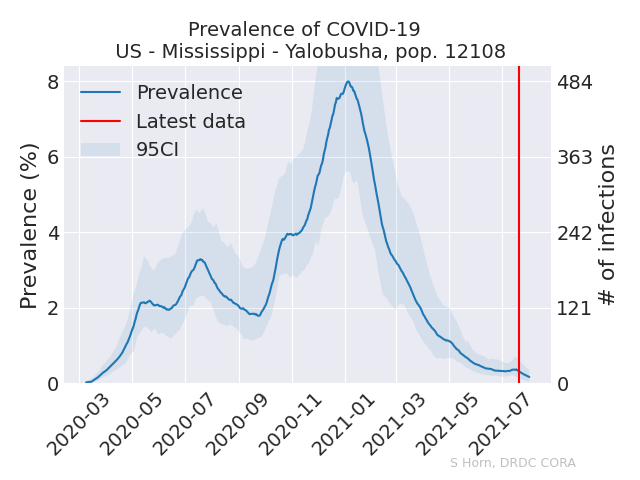 Prevalence of COVID-19
US - Mississippi - Yalobusha, pop. 12108
Prevalence
Latest data
95CI
Prevalence (%)
8
6
4
2
0
# of infections
484
363
242
121
0
2020-03
2020-05
2020-07
2020-09
2020-11
2021-01
2021-03
2021-05
2021-07
S Horn, DRDC CORA